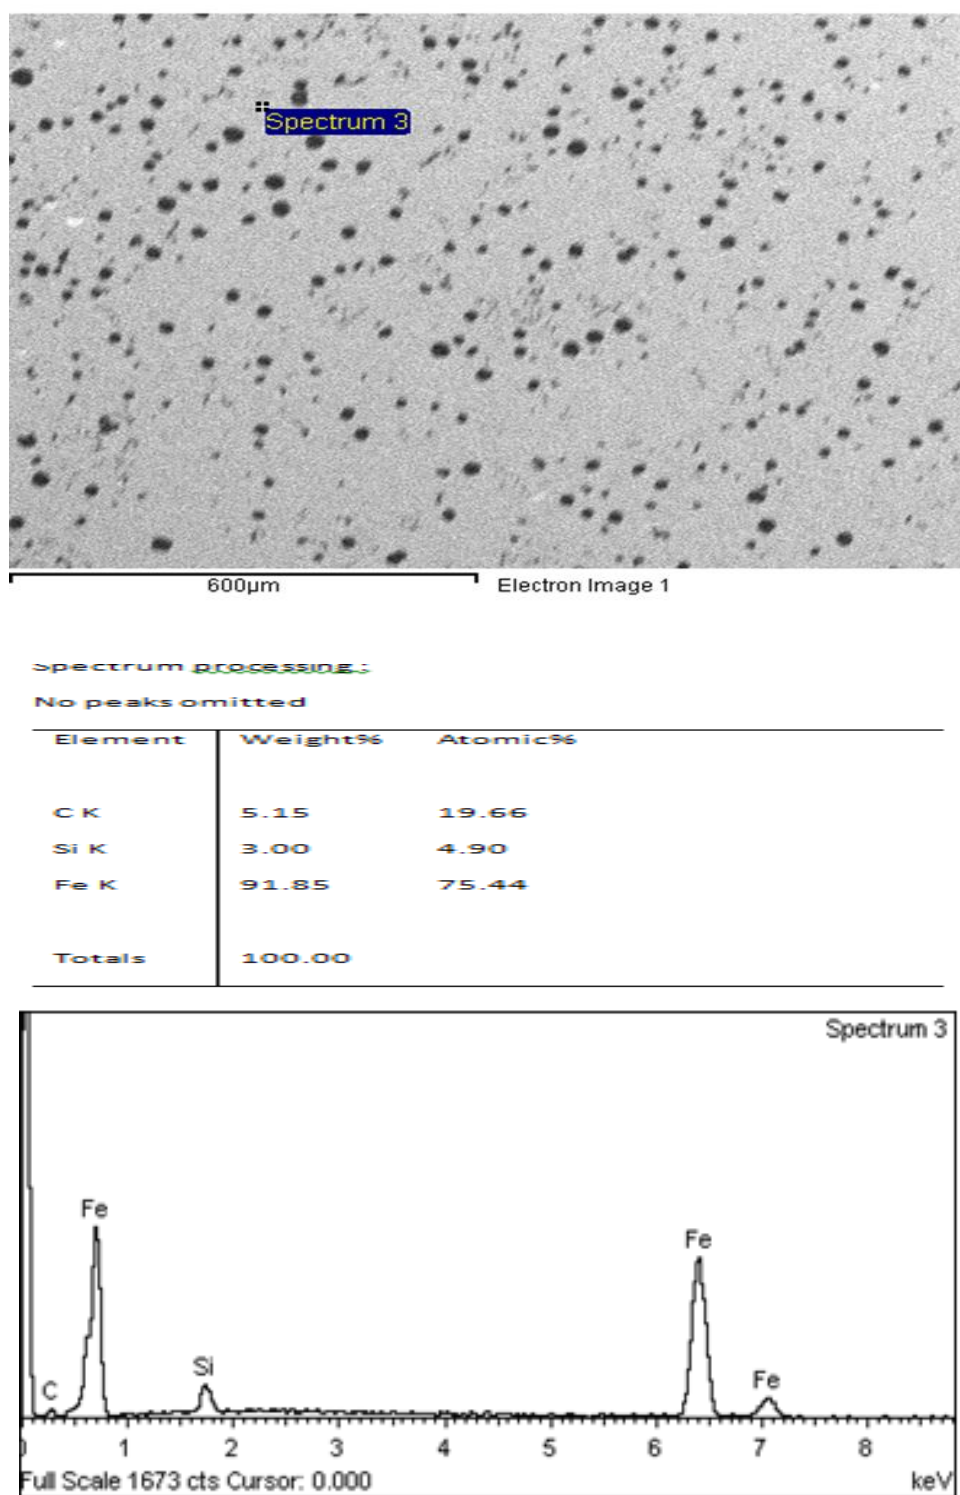 Spectrum 3
600µm
Electron Image 1
Spectrum processing :
No peaks omitted
Element Weight% Atomic%
C K 5.15 19.66
Si K 3.00 4.90
Fe K 91.85 75.44
Totals 100.00
Spectrum 3
Fe
Fe
Si
Fe
C
0 1 2 3 4 5 6 7 8
Full Scale 1673 cts Cursor: 0.000 keV